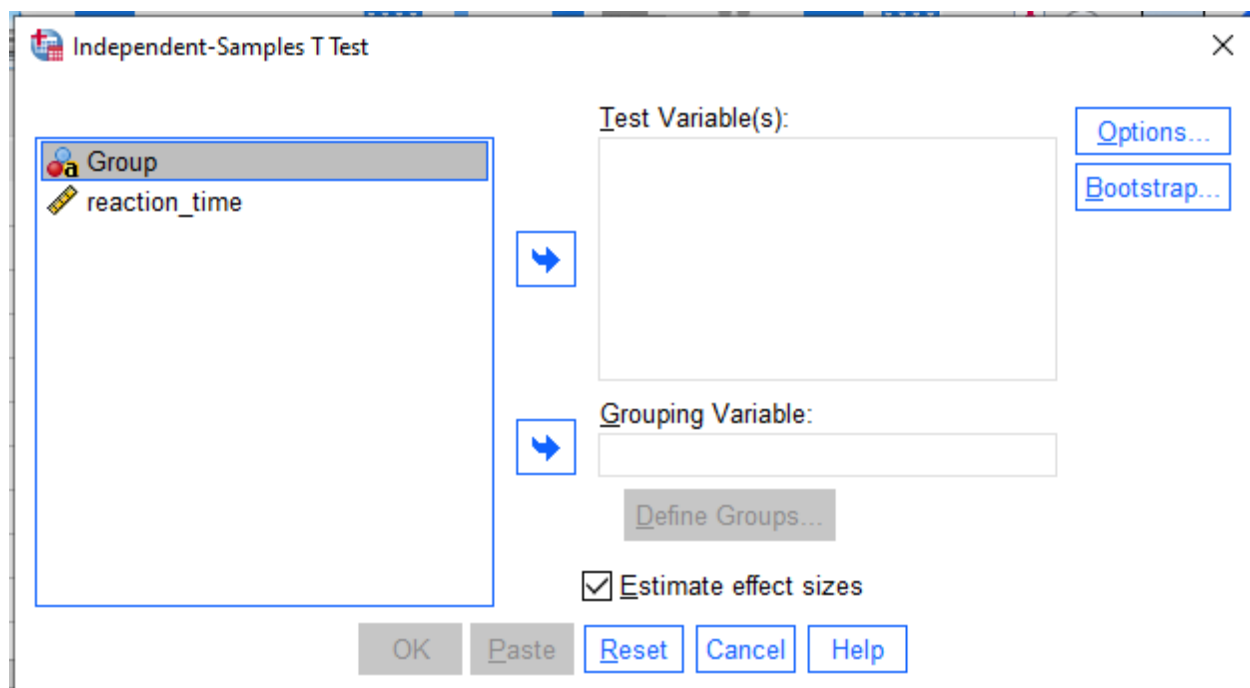 Independent-Samples T Test
Test Variable(s):
Options...
Bootstrap...
a Group
reaction_time
Grouping Variable:
Define Groups...
Estimate effect sizes
OK Paste Reset Cancel Help